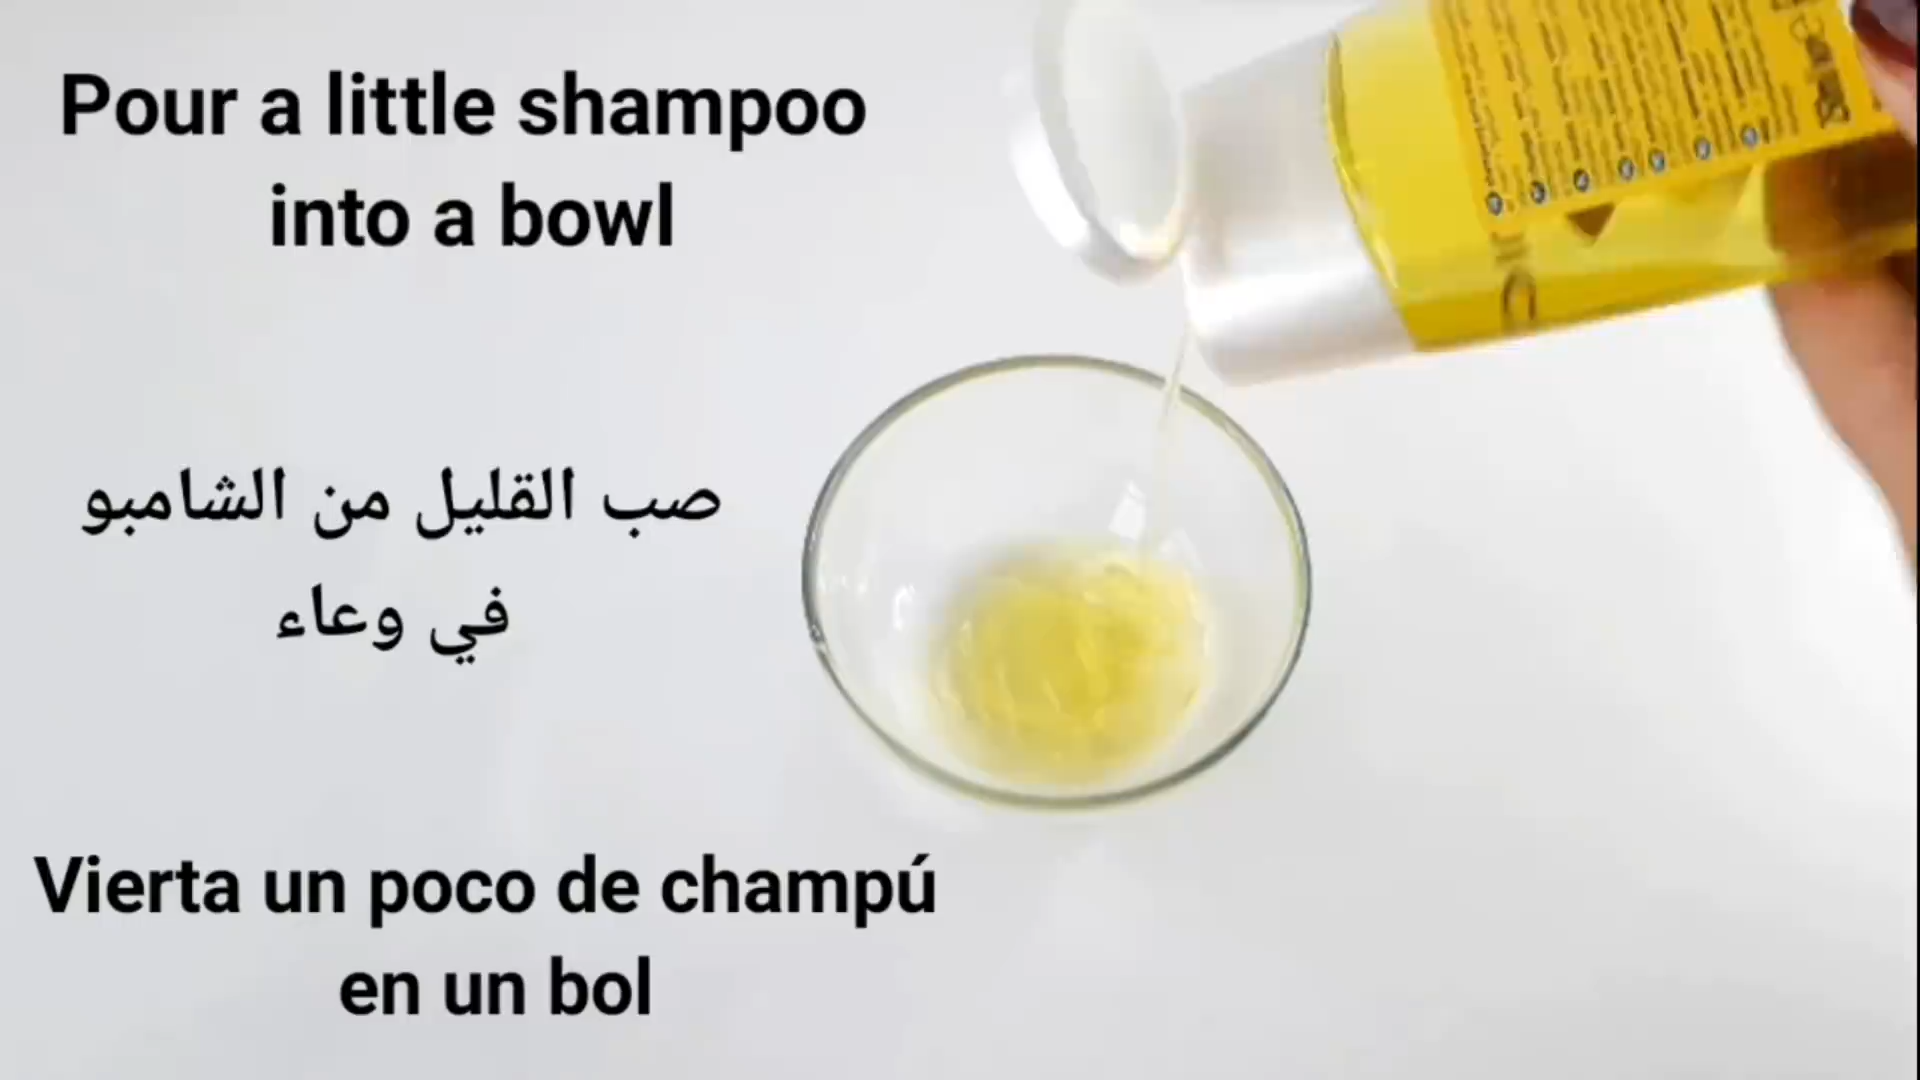 Pour a little shampoo
into a bowl
صب القليل من الشامبو
في وعاء
Vierta un poco de champú
en un bol